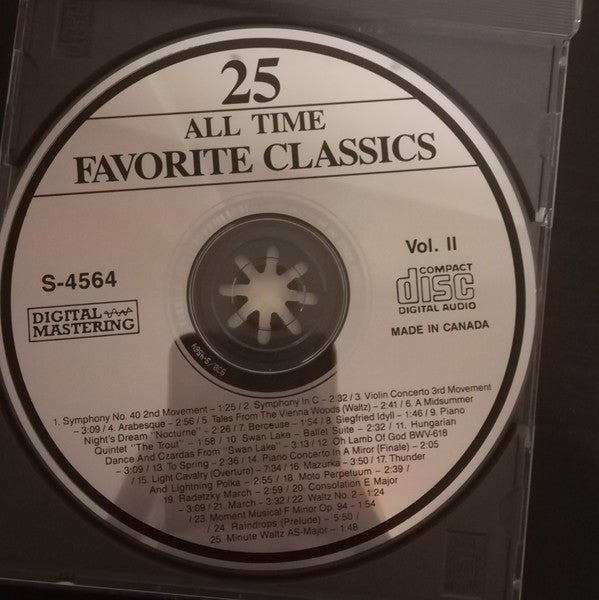 25
ALL TIME
FAVORITE CLASSICS
S-4564
DIGITAL
MASTERING
Vol. II
COMPACT
disc
DIGITAL AUDIO
MADE IN CANADA
1. Symphony No. 40 2nd Movement – 1:25 / 2. Symphony In C – 2:32 / 3. Violin Concerto 3rd Movement
– 3:09 / 4. Arabesque – 2:56 / 5. Tales From The Vienna Woods (Waltz) – 2:41 / 6. A Midsummer
Night's Dream "Nocturne" – 2:26 / 7. Berceuse – 1:54 / 8. Siegfried Idyll – 1:46 / 9. Piano
Quintet "The Trout" – 1:58 / 10. Swan Lake – Ballet Suite – 2:32 / 11. Hungarian
Dance And Czardas From "Swan Lake" – 3:13 / 12. Oh Lamb Of God BWV-618
– 3:09 / 13. To Spring – 2:36 / 14. Piano Concerto In A Miror (Finale) – 2:05
/ 15. Light Cavalry (Overture) – 7:34 / 16. Mazurka – 3:50 / 17. Thunder
And Lightning Polka – 2:55 / 18. Moto Perpetuum – 2:39 /
19. Radetzky March – 2:59 / 20. Consolation E Major
– 3:09 / 21. March – 3:32 / 22. Waltz No. 2 – 1:24
/ 23. Moment Musical F Minor Op. 94 – 1:54
/ 24. Raindrops (Prelude) – 5:50 /
25. Minute Waltz AS-Major – 1:48